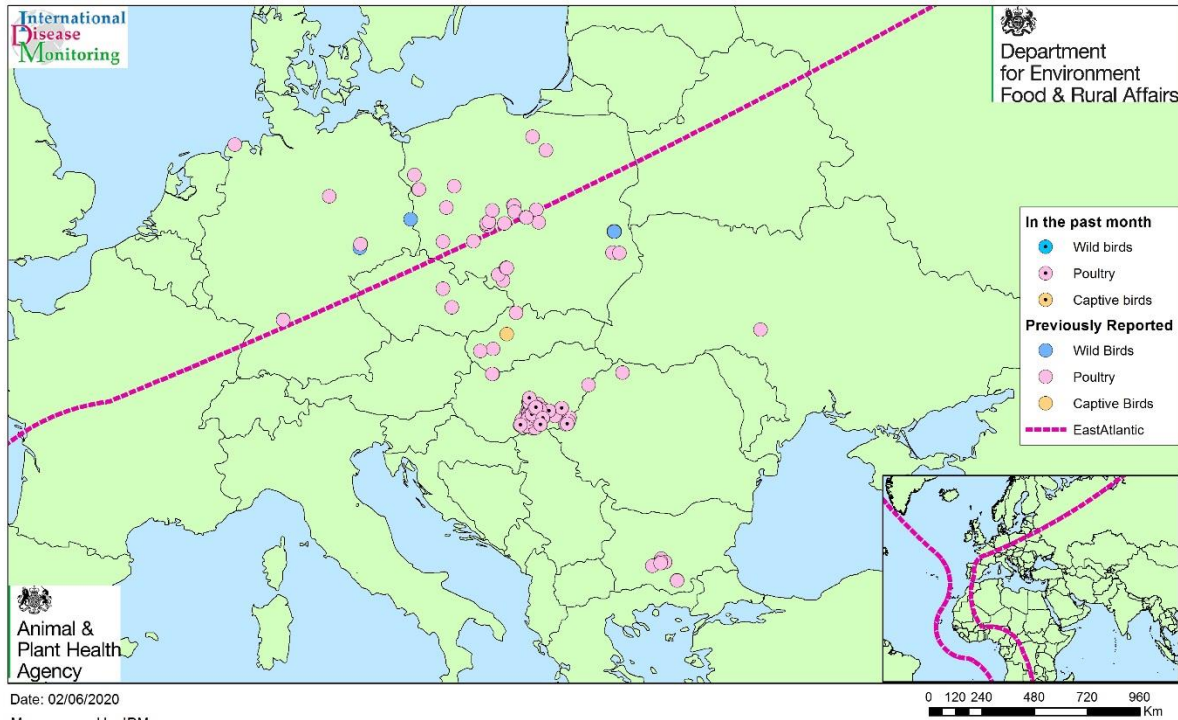 International
Disease
Monitoring
Department
for Environment
Food & Rural Affairs
In the past month
Wild birds
Poultry
Captive birds
Previously Reported
Wild Birds
Poultry
Captive Birds
EastAtlantic
Animal &
Plant Health
Agency
Date: 02/06/2020
0 120 240 480 720 960
Km